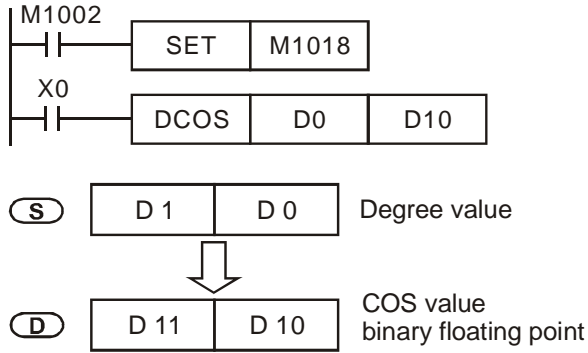 M1002
SET M1018
X0
DCOS D0 D10
S D 1 D 0 Degree value
D D 11 D 10 COS value
binary floating point